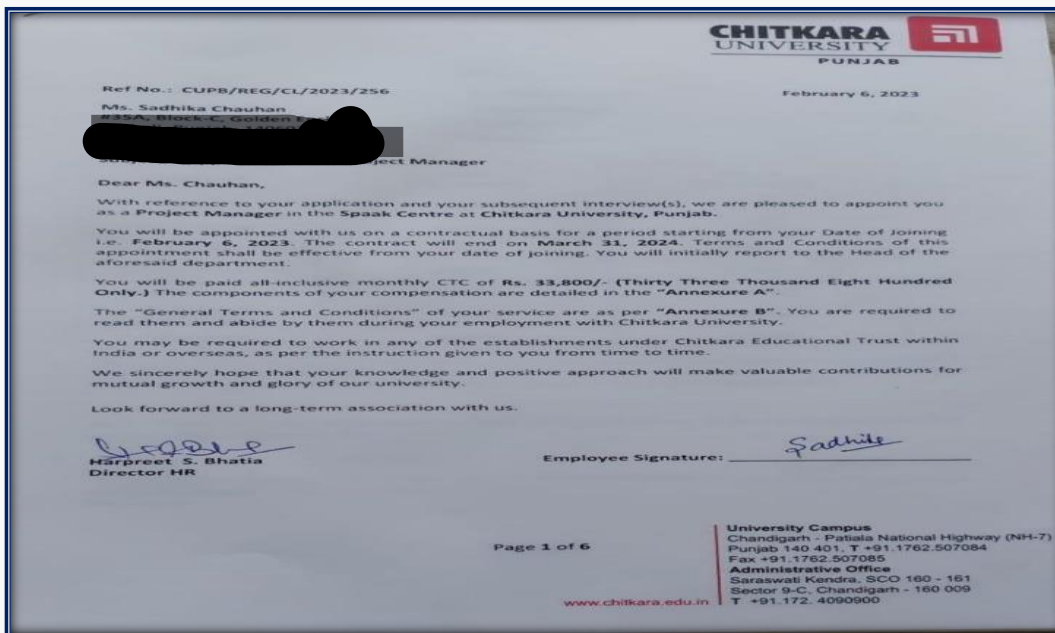 CHITKARA
UNIVERSITY
PUNJAB
Ref No.: CUPB/REG/CL/2023/256
February 6, 2023
Ms. Sadhika Chauhan
#35A, Block-C, Golden
Project Manager
Dear Ms. Chauhan,
With reference to your application and your subsequent interview(s), we are pleased to appoint you
as a Project Manager in the Spaak Centre at Chitkara University, Punjab.
You will be appointed with us on a contractual basis for a period starting from your Date of Joining
i.e. February 6, 2023. The contract will end on March 31, 2024. Terms and Conditions of this
appointment shall be effective from your date of joining. You will initially report to the Head of the
aforesaid department.
You will be paid all-inclusive monthly CTC of Rs. 33,800/- (Thirty Three Thousand Eight Hundred
Only.) The components of your compensation are detailed in the "Annexure A".
The "General Terms and Conditions" of your service are as per "Annexure B". You are required to
read them and abide by them during your employment with Chitkara University.
You may be required to work in any of the establishments under Chitkara Educational Trust within
India or overseas, as per the instruction given to you from time to time.
We sincerely hope that your knowledge and positive approach will make valuable contributions for
mutual growth and glory of our university.
Look forward to a long-term association with us.
Harpreet S. Bhatia
Director HR
Employee Signature:
Page 1 of 6
University Campus
Chandigarh - Patiala National Highway (NH-7)
Punjab 140 401, T +91.1762.507084
Fax +91.1762.507085
Administrative Office
Saraswati Kendra, SCO 160 - 161
Sector 9-C, Chandigarh - 160 009
T +91.172. 4090900
www.chitkara.edu.in